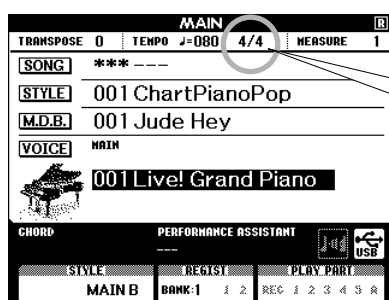 MAIN R
TRANSPOSE 0 TEMPO ♩=080 4/4 MEASURE 1
SONG *** ---
STYLE 001 ChartPianoPop
M.D.B. 001 Jude Hey
VOICE MAIN
001 Live! Grand Piano
CHORD PERFORMANCE ASSISTANT
---
USB
STYLE REGIST PLAY PART
MAIN B BANK:1 1 2 REC 1 2 3 4 5 A